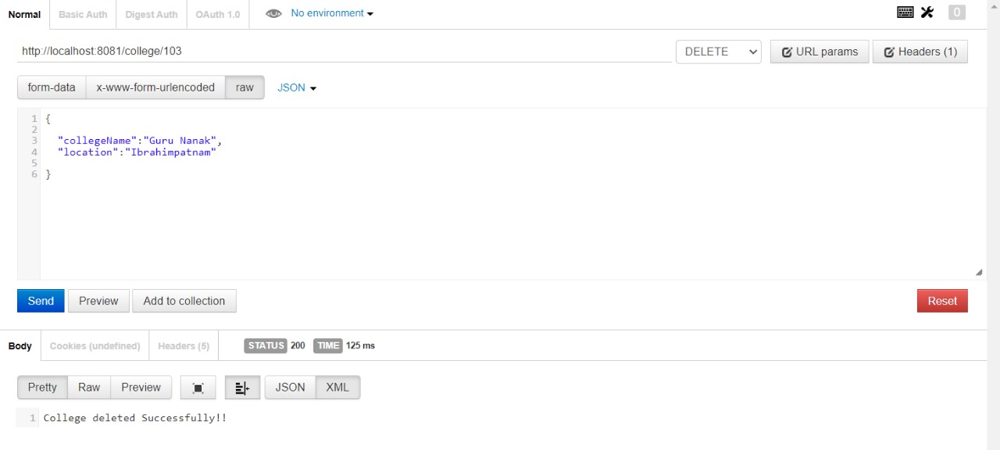 Normal Basic Auth Digest Auth OAuth 1.0 No environment 0
http://localhost:8081/college/103 DELETE URL params Headers (1)
form-data x-www-form-urlencoded raw JSON
1 {
2
3 "collegeName":"Guru Nanak",
4 "location":"Ibrahimpatnam"
5
6 }
Send Preview Add to collection Reset
Body Cookies (undefined) Headers (5) STATUS 200 TIME 125 ms
Pretty Raw Preview JSON XML
1 College deleted Successfully!!